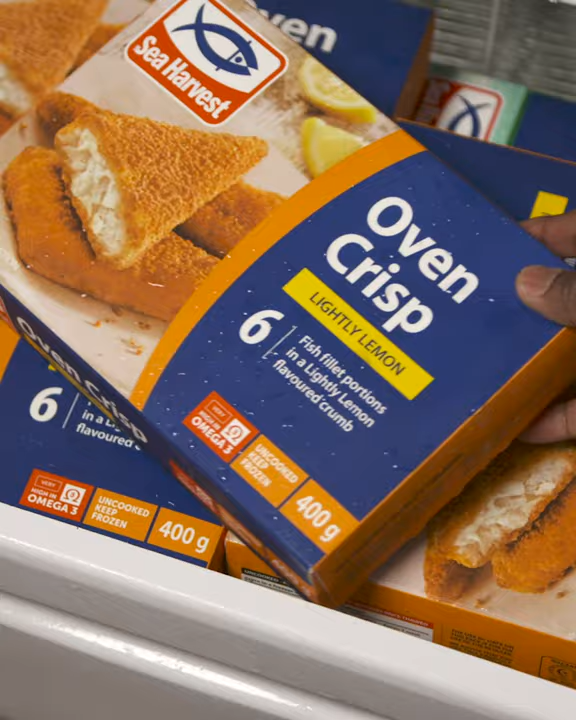 Sea Harvest
Oven
Crisp
LIGHTLY LEMON
6
Fish fillet portions
in a Lightly Lemon
flavoured crumb
VERY
HIGH IN
OMEGA 3
UNCOOKED
KEEP
FROZEN
400 g
Oven Crisp
6
in a
flavoured
VERY
HIGH IN
OMEGA 3
UNCOOKED
KEEP
FROZEN
400 g